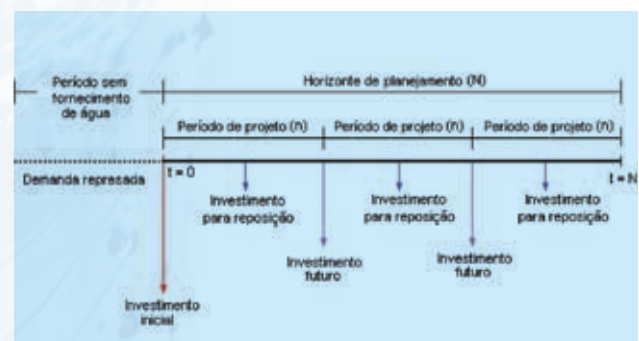 Período sem
fornecimento
de água
Horizonte de planejamento (N)
Período de projeto (n)
Período de projeto (n)
Período de projeto (n)
Demanda represada
t = 0
t = N
Investimento
para reposição
Investimento
para reposição
Investimento
para reposição
Investimento
futuro
Investimento
futuro
Investimento
inicial